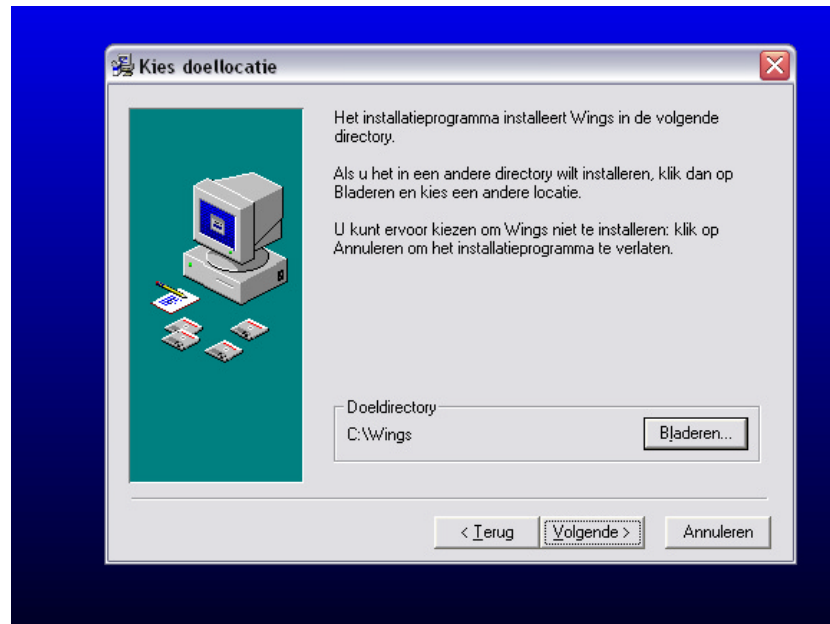 Kies doellocatie
Het installatieprogramma installeert Wings in de volgende
directory.
Als u het in een andere directory wilt installeren, klik dan op
Bladeren en kies een andere locatie.
U kunt ervoor kiezen om Wings niet te installeren: klik op
Annuleren om het installatieprogramma te verlaten.
Doeldirectory
C:\Wings
Bladeren...
< Terug
Volgende >
Annuleren